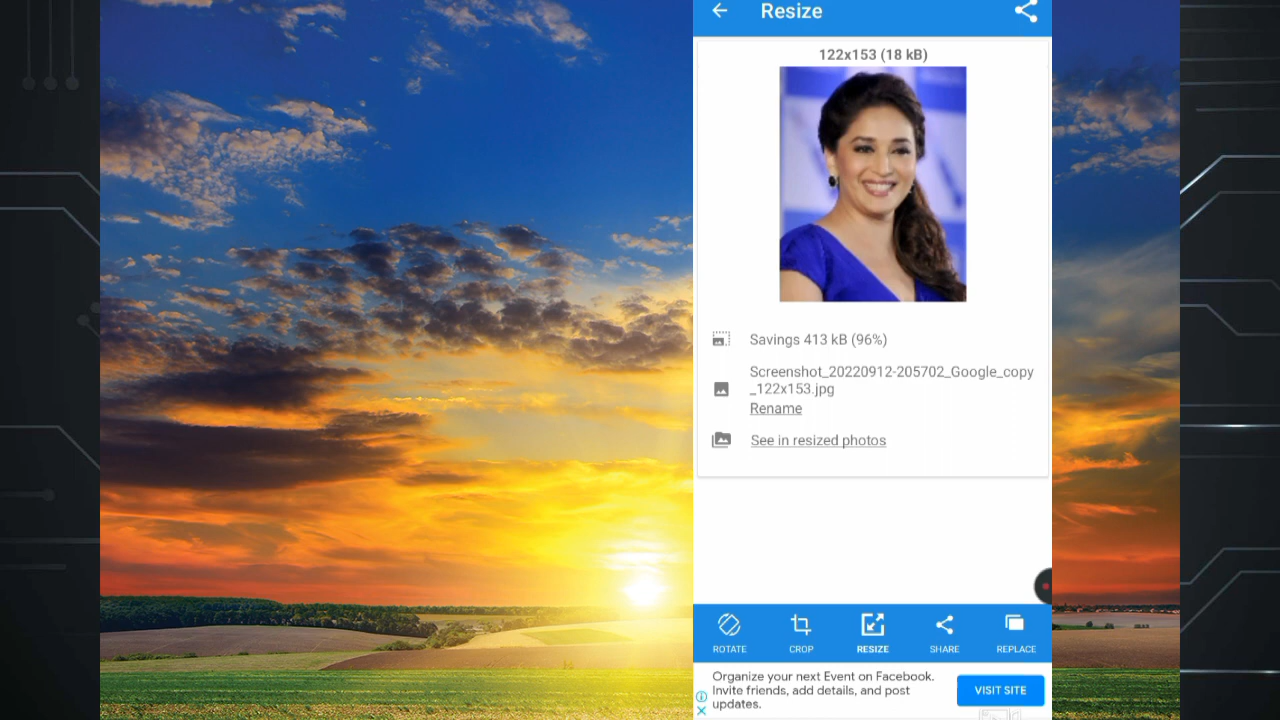 Resize
122x153 (18 kB)
Savings 413 kB (96%)
Screenshot_20220912-205702_Google_copy
_122x153.jpg
Rename
See in resized photos
ROTATE
CROP
RESIZE
SHARE
REPLACE
Organize your next Event on Facebook.
Invite friends, add details, and post
updates.
VISIT SITE